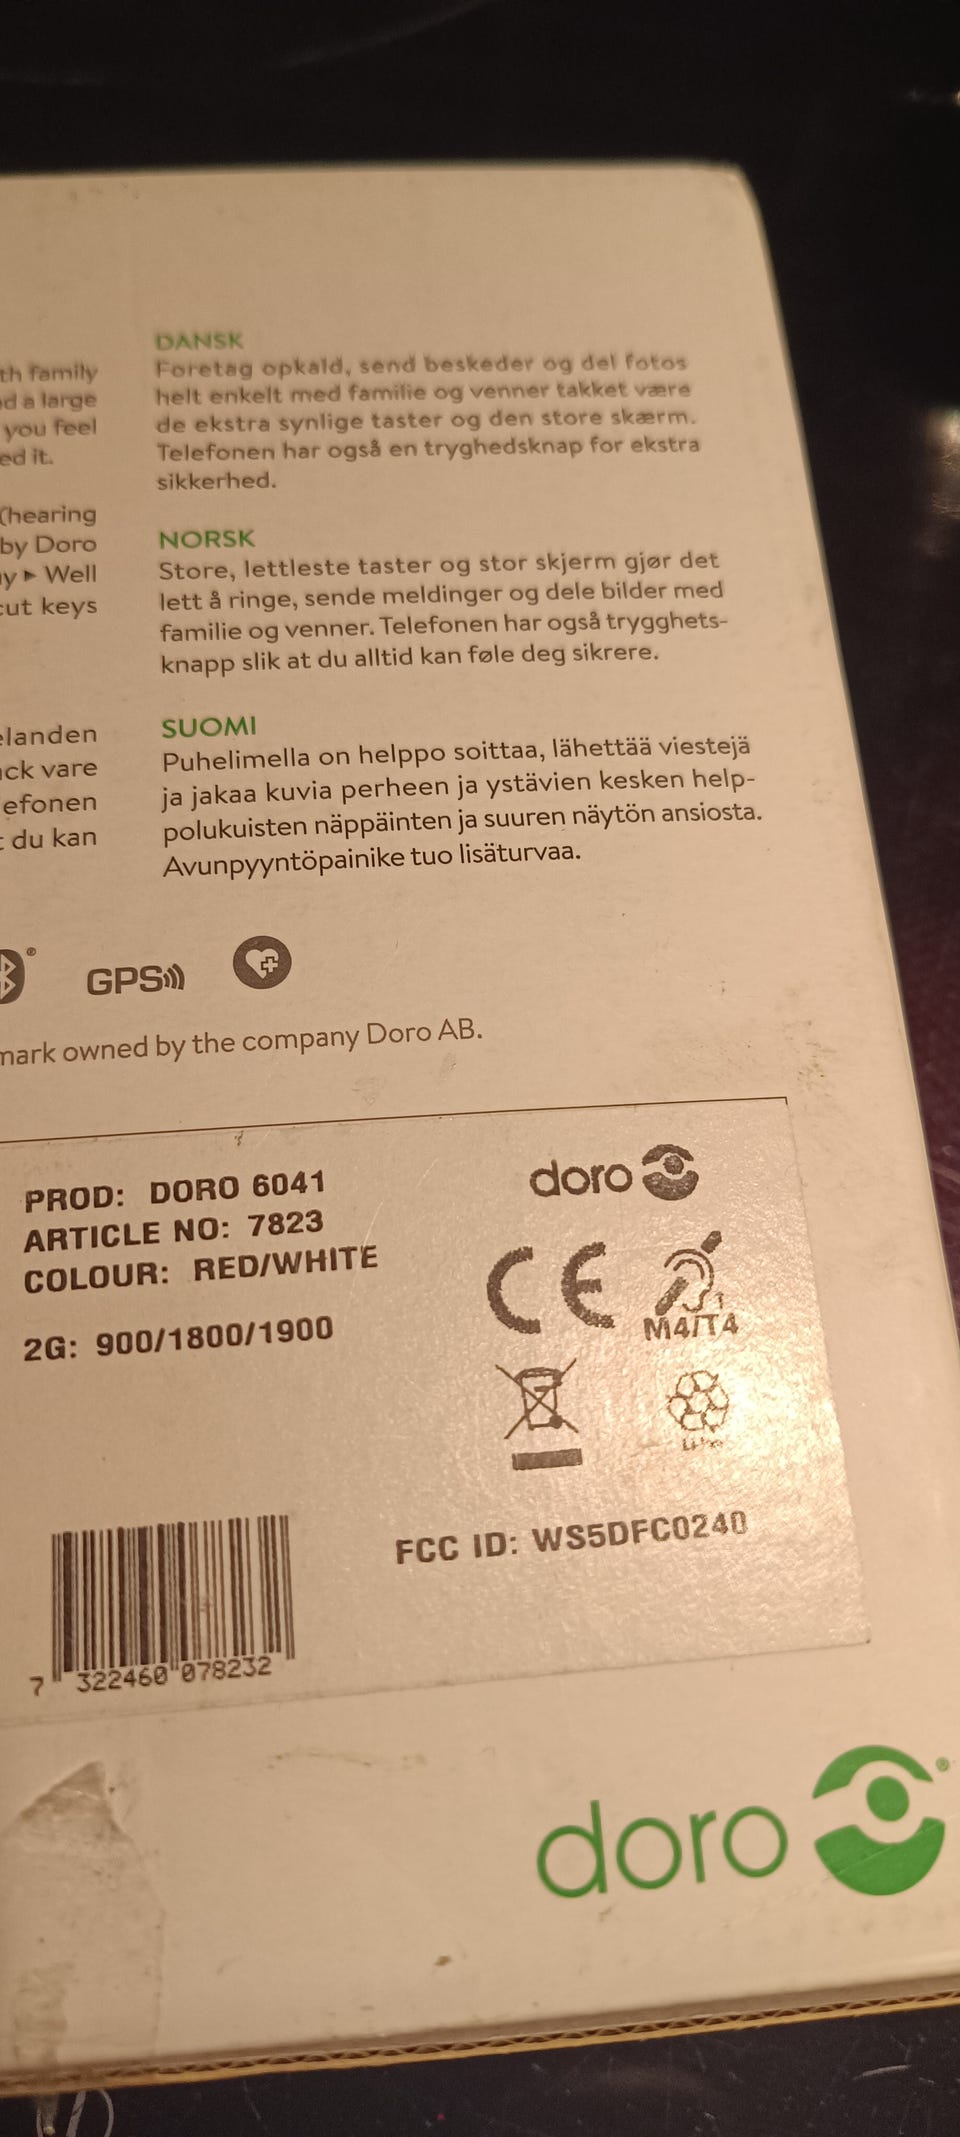 th family
d a large
you feel
ed it.
(hearing
by Doro
y ▸ Well
cut keys
elanden
ck vare
efonen
t du kan
DANSK
Foretag opkald, send beskeder og del fotos
helt enkelt med familie og venner takket være
de ekstra synlige taster og den store skærm.
Telefonen har også en tryghedsknap for ekstra
sikkerhed.
NORSK
Store, lettleste taster og stor skjerm gjør det
lett å ringe, sende meldinger og dele bilder med
familie og venner. Telefonen har også trygghets-
knapp slik at du alltid kan føle deg sikrere.
SUOMI
Puhelimella on helppo soittaa, lähettää viestejä
ja jakaa kuvia perheen ja ystävien kesken help-
polukuisten näppäinten ja suuren näytön ansiosta.
Avunpyyntöpainike tuo lisäturvaa.
GPS
mark owned by the company Doro AB.
PROD: DORO 6041
ARTICLE NO: 7823
COLOUR: RED/WHITE
2G: 900/1800/1900
doro
CE
M4/T4
FCC ID: WS5DFC0240
7 322460 078232
doro®